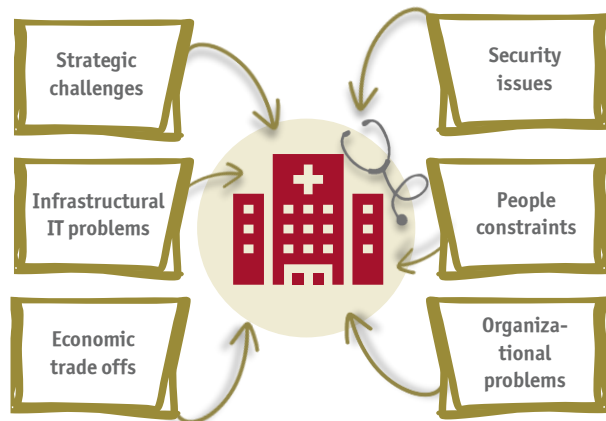 Strategic
challenges
Security
issues
Infrastructural
IT problems
People
constraints
Economic
trade offs
Organiza-
tional
problems